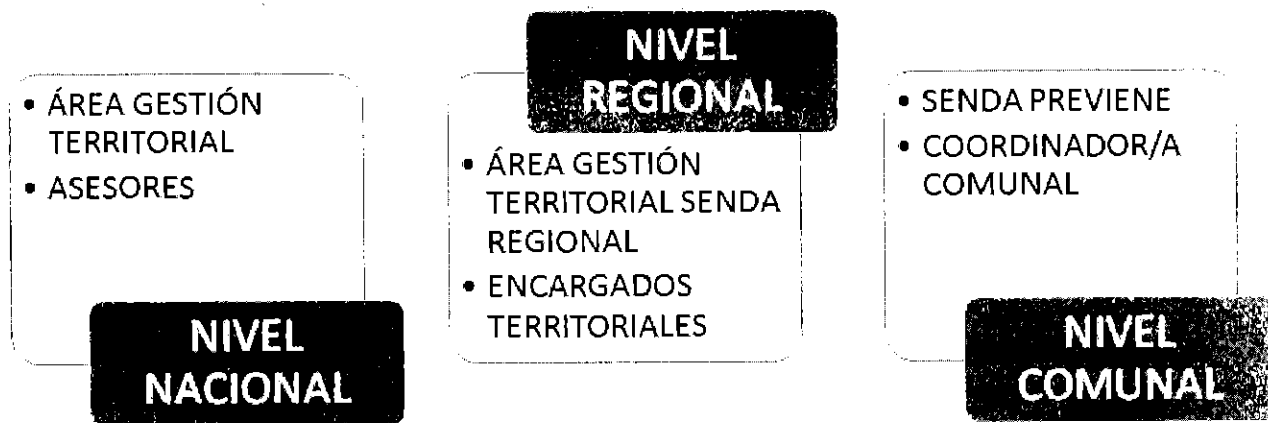 • ÁREA GESTIÓN
TERRITORIAL
• ASESORES
NIVEL
NACIONAL
NIVEL
REGIONAL
• ÁREA GESTIÓN
TERRITORIAL SENDA
REGIONAL
• ENCARGADOS
TERRITORIALES
• SENDA PREVIENE
• COORDINADOR/A
COMUNAL
NIVEL
COMUNAL